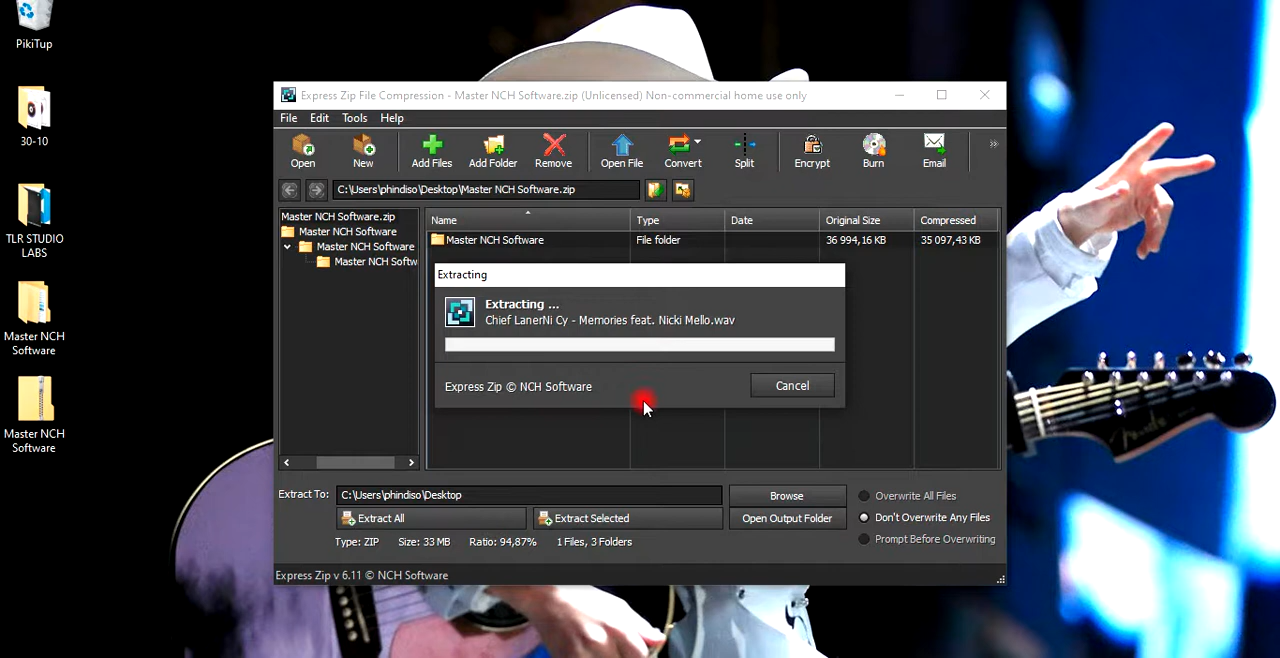 PikiTup
30-10
TLR STUDIO
LABS
Master NCH
Software
Master NCH
Software
Express Zip File Compression - Master NCH Software.zip (Unlicensed) Non-commercial home use only
File Edit Tools Help
Open New Add Files Add Folder Remove Open File Convert Split Encrypt Burn Email »
C:\Users\phindiso\Desktop\Master NCH Software.zip
Master NCH Software.zip
Master NCH Software
Master NCH Software
Master NCH Softw
Name Type Date Original Size Compressed
Master NCH Software File folder 36 994,16 KB 35 097,43 KB
Extracting
Extracting ...
Chief LanerNi Cy - Memories feat. Nicki Mello.wav
Express Zip © NCH Software Cancel
Extract To: C:\Users\phindiso\Desktop Browse Overwrite All Files
Extract All Extract Selected Open Output Folder Don't Overwrite Any Files
Type: ZIP Size: 33 MB Ratio: 94,87% 1 Files, 3 Folders Prompt Before Overwriting
Express Zip v 6.11 © NCH Software
Fender